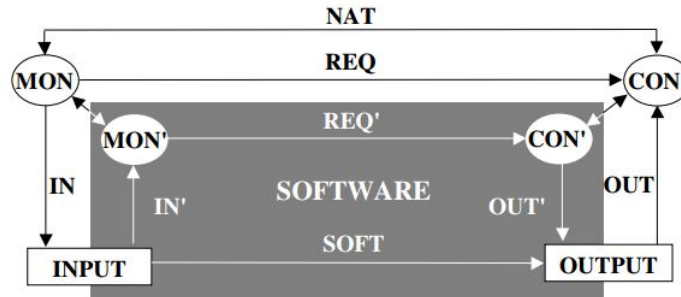 NAT
REQ
MON
CON
REQ'
MON'
CON'
IN
SOFTWARE
OUT
IN'
OUT'
SOFT
INPUT
OUTPUT